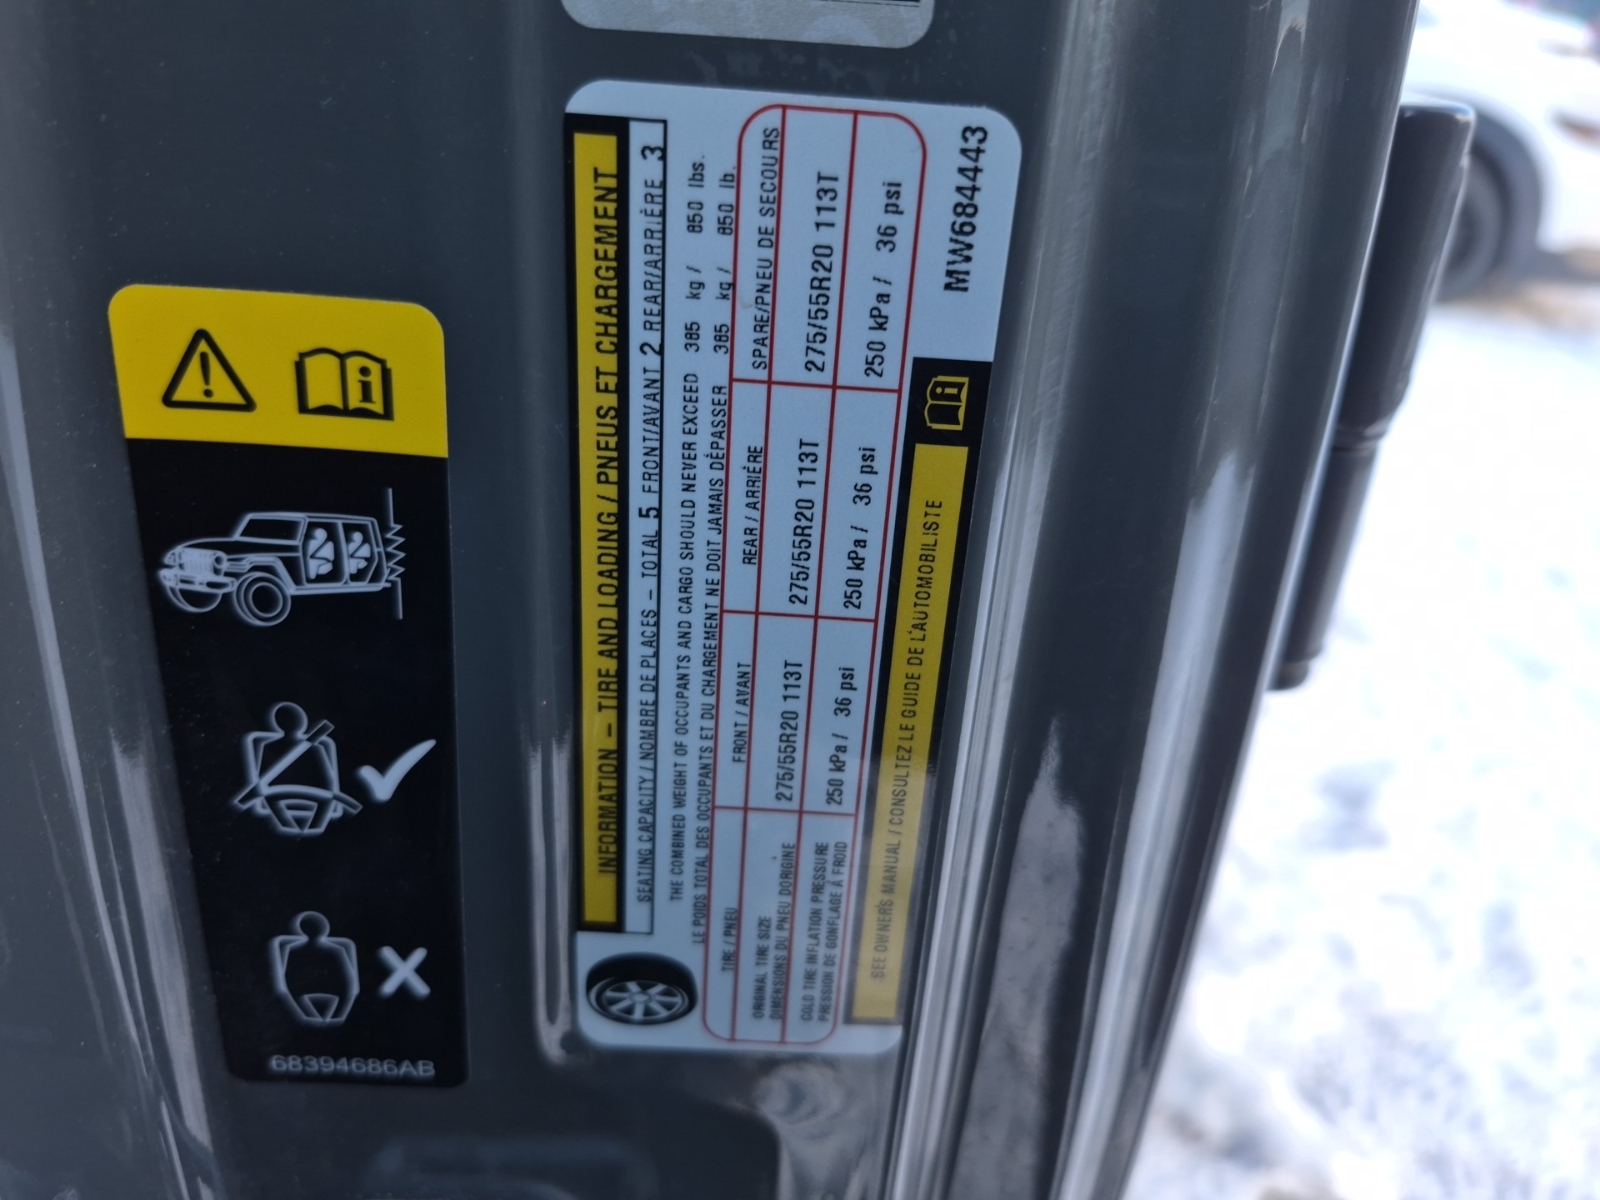 INFORMATION – TIRE AND LOADING / PNEUS ET CHARGEMENT
SEATING CAPACITY / NOMBRE DE PLACES – TOTAL 5 FRONT/AVANT 2 REAR/ARRIÈRE 3
THE COMBINED WEIGHT OF OCCUPANTS AND CARGO SHOULD NEVER EXCEED 385 kg / 850 lbs.
LE POIDS TOTAL DES OCCUPANTS ET DU CHARGEMENT NE DOIT JAMAIS DÉPASSER 385 kg / 850 lb.
TIRE / PNEU FRONT / AVANT REAR / ARRIÈRE SPARE/PNEU DE SECOURS
ORIGINAL TIRE SIZE
DIMENSIONS DU PNEU DORIGINE
275/55R20 113T 275/55R20 113T 275/55R20 113T
COLD TIRE INFLATION PRESSURE
PRESSION DE GONFLAGE À FROID
250 kPa / 36 psi 250 kPa / 36 psi 250 kPa / 36 psi
SEE OWNER'S MANUAL / CONSULTEZ LE GUIDE DE L'AUTOMOBILISTE
MW684443
68394686AB